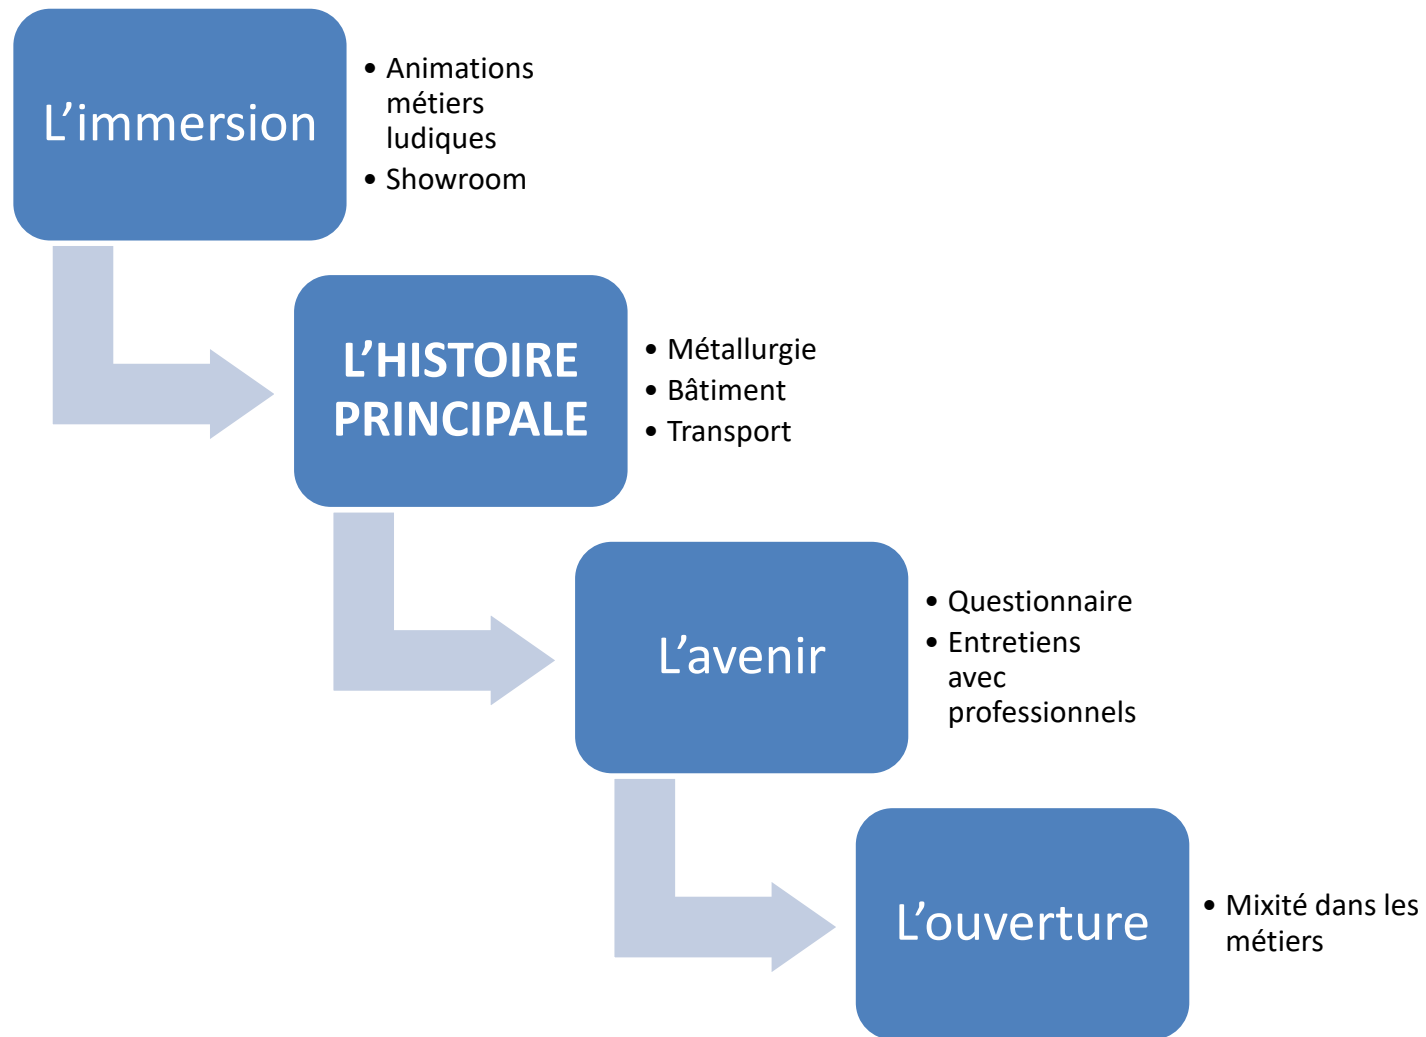 L’immersion
• Animations
métiers
ludiques
• Showroom
L’HISTOIRE
PRINCIPALE
• Métallurgie
• Bâtiment
• Transport
L’avenir
• Questionnaire
• Entretiens
avec
professionnels
L’ouverture
• Mixité dans les
métiers